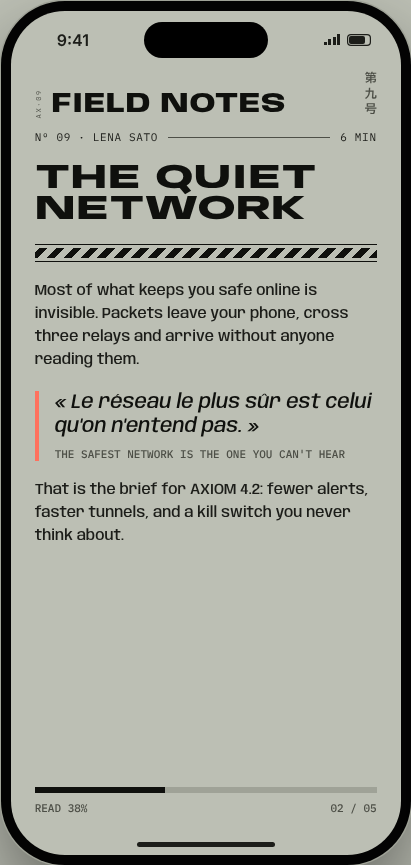 9:41
AX-09
FIELD NOTES
第九号
Nº 09 · LENA SATO
6 MIN
THE QUIET
NETWORK
Most of what keeps you safe online is
invisible. Packets leave your phone, cross
three relays and arrive without anyone
reading them.
« Le réseau le plus sûr est celui
qu'on n'entend pas. »
THE SAFEST NETWORK IS THE ONE YOU CAN'T HEAR
That is the brief for AXIOM 4.2: fewer alerts,
faster tunnels, and a kill switch you never
think about.
READ 38%
02 / 05